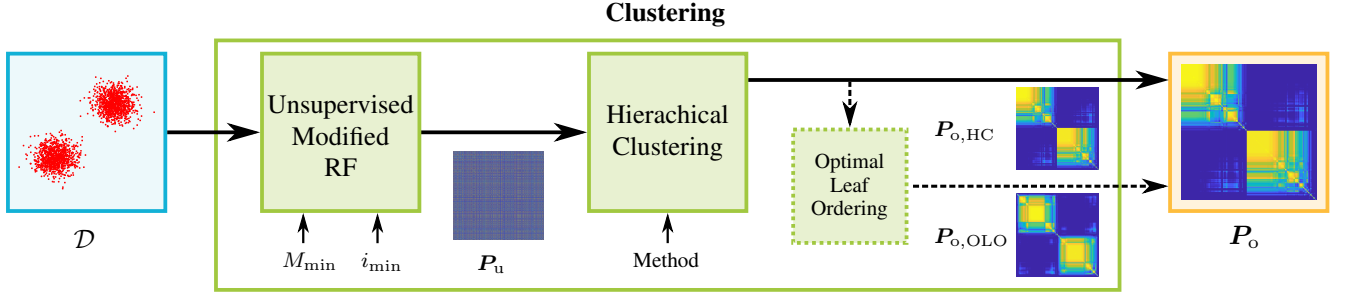 Clustering
Unsupervised
Modified
RF
Hierachical
Clustering
Optimal
Leaf
Ordering
P_o,HC
P_o,OLO
D
M_min
i_min
P_u
Method
P_o